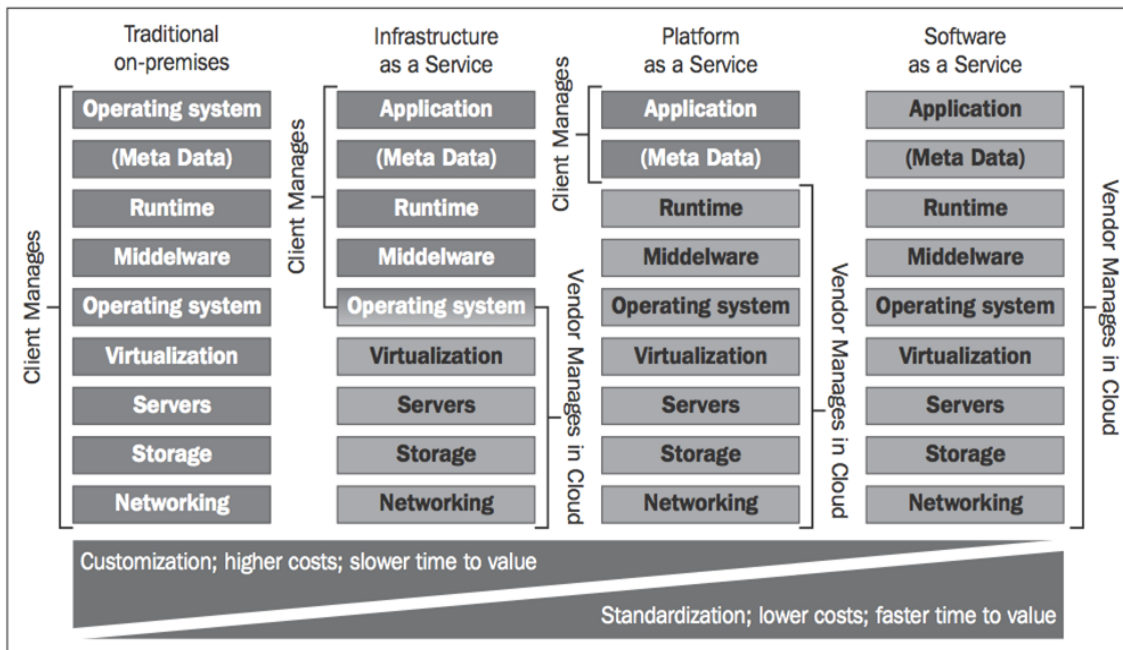 Traditional
on-premises
Client Manages
Operating system
(Meta Data)
Runtime
Middelware
Operating system
Virtualization
Servers
Storage
Networking
Infrastructure
as a Service
Client Manages
Application
(Meta Data)
Runtime
Middelware
Operating system
Virtualization
Servers
Storage
Networking
Vendor Manages in Cloud
Platform
as a Service
Client Manages
Application
(Meta Data)
Runtime
Middelware
Operating system
Virtualization
Servers
Storage
Networking
Vendor Manages in Cloud
Software
as a Service
Application
(Meta Data)
Runtime
Middelware
Operating system
Virtualization
Servers
Storage
Networking
Vendor Manages in Cloud
Customization; higher costs; slower time to value
Standardization; lower costs; faster time to value